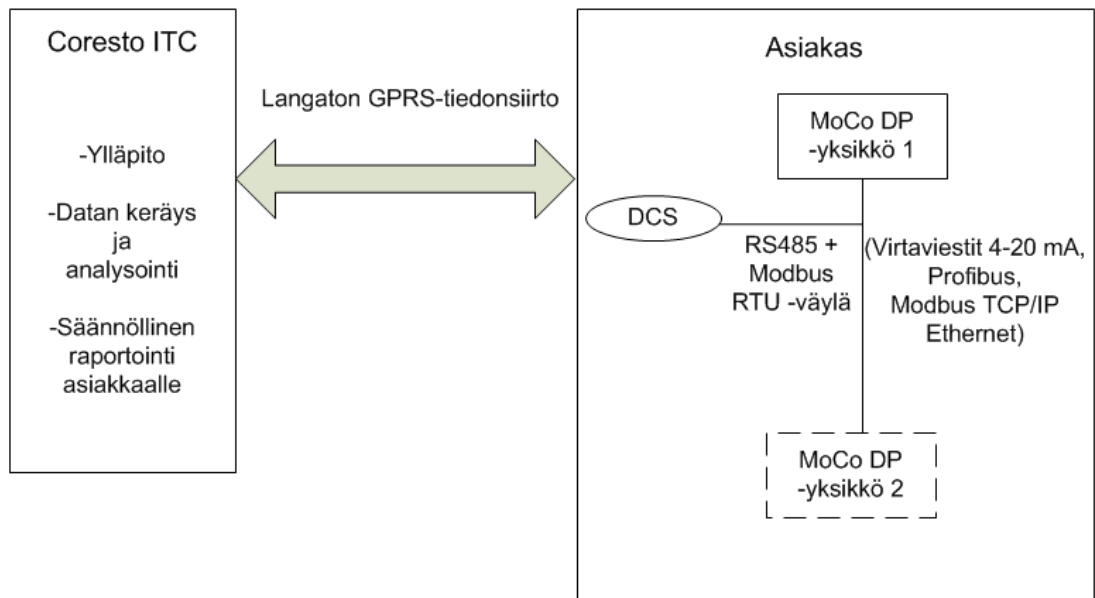 Coresto ITC
-Ylläpito
-Datan keräys
ja
analysointi
-Säännöllinen
raportointi
asiakkaalle
Langaton GPRS-tiedonsiirto
Asiakas
MoCo DP
-yksikkö 1
DCS
RS485 +
Modbus
RTU -väylä
(Virtaviestit 4-20 mA,
Profibus,
Modbus TCP/IP
Ethernet)
MoCo DP
-yksikkö 2